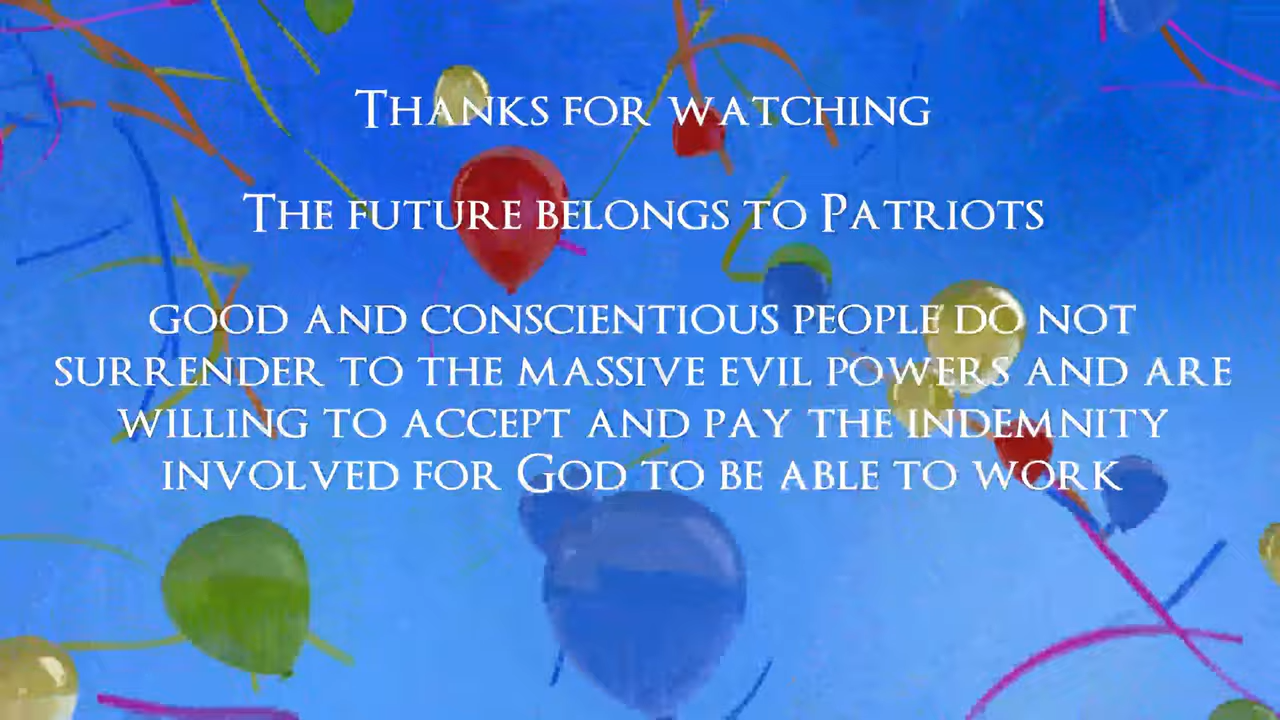 Thanks for watching
The future belongs to Patriots
good and conscientious people do not
surrender to the massive evil powers and are
willing to accept and pay the indemnity
involved for God to be able to work